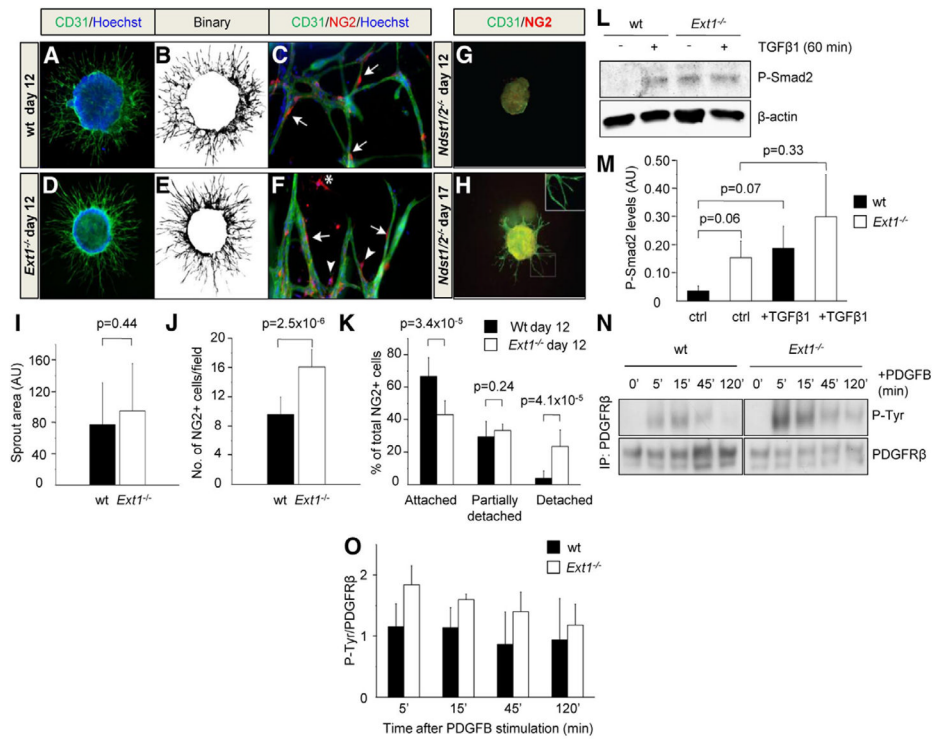 CD31/Hoechst
Binary
CD31/NG2/Hoechst
CD31/NG2
wt day 12
A
B
C
Ndst1/2-/- day 12
G
Ext1-/- day 12
D
E
F
*
Ndst1/2-/- day 17
H
I
p=0.44
Sprout area (AU)
160
120
80
40
0
wt Ext1-/-
J
p=2.5x10-6
No. of NG2+ cells/field
16
12
8
4
0
wt Ext1-/-
K
Wt day 12
Ext1-/- day 12
p=3.4x10-5
p=0.24
p=4.1x10-5
% of total NG2+ cells
80
60
40
20
0
Attached
Partially detached
Detached
L
wt
Ext1-/-
- + - +
TGFβ1 (60 min)
P-Smad2
β-actin
M
p=0.33
p=0.07
p=0.06
wt
Ext1-/-
P-Smad2 levels (AU)
0.50
0.40
0.30
0.20
0.10
0
ctrl ctrl +TGFβ1 +TGFβ1
N
wt
Ext1-/-
0' 5' 15' 45' 120' 0' 5' 15' 45' 120'
+PDGFB
(min)
IP: PDGFRβ
P-Tyr
PDGFRβ
O
wt
Ext1-/-
P-Tyr/PDGFRβ
2
1
0
5' 15' 45' 120'
Time after PDGFB stimulation (min)